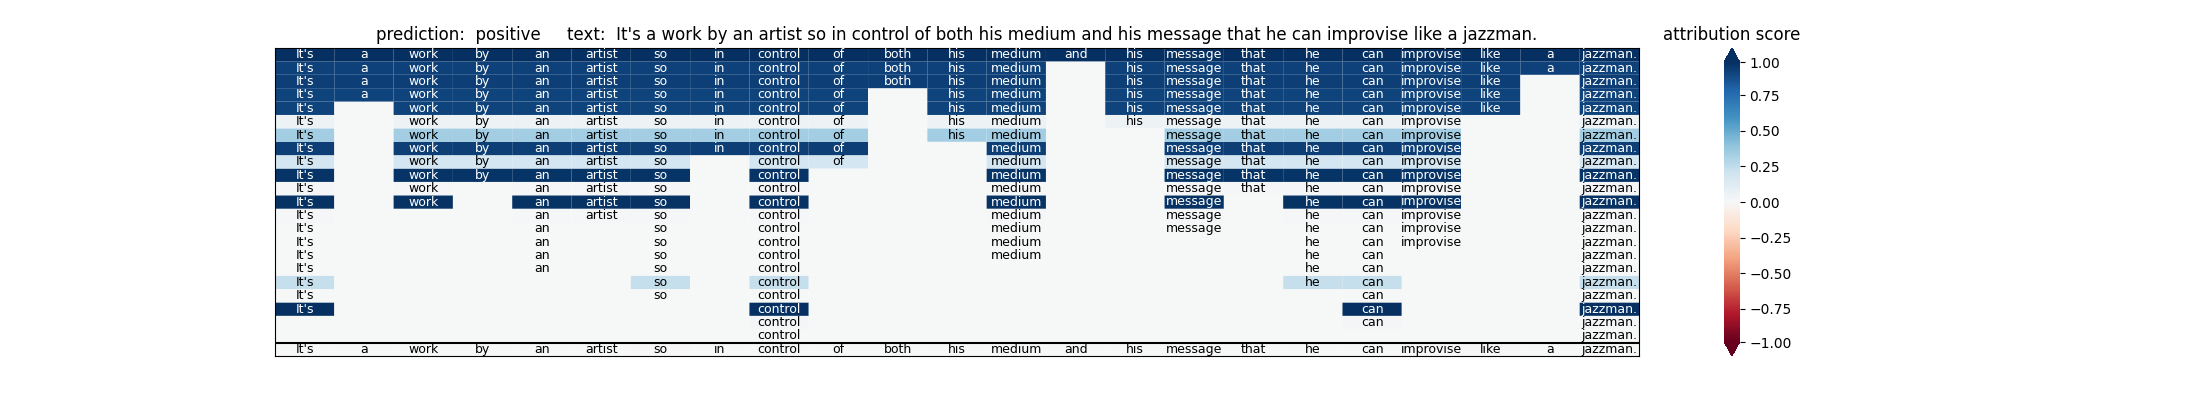 prediction: positive text: It's a work by an artist so in control of both his medium and his message that he can improvise like a jazzman.
attribution score
It's a work by an artist so in control of both his medium and his message that he can improvise like a jazzman.
It's a work by an artist so in control of both his medium his message that he can improvise like a jazzman.
It's a work by an artist so in control of both his medium his message that he can improvise like jazzman.
It's a work by an artist so in control of his medium his message that he can improvise like jazzman.
It's work by an artist so in control of his medium his message that he can improvise like jazzman.
It's work by an artist so in control of his medium his message that he can improvise jazzman.
It's work by an artist so in control of his medium message that he can improvise jazzman.
It's work by an artist so in control of medium message that he can improvise jazzman.
It's work by an artist so control of medium message that he can improvise jazzman.
It's work by an artist so control medium message that he can improvise jazzman.
It's work an artist so control medium message that he can improvise jazzman.
It's work an artist so control medium message he can improvise jazzman.
It's an artist so control medium message he can improvise jazzman.
It's an so control medium message he can improvise jazzman.
It's an so control medium he can improvise jazzman.
It's an so control medium he can jazzman.
It's an so control he can jazzman.
It's so control he can jazzman.
It's so control can jazzman.
It's control can jazzman.
control can jazzman.
control jazzman.
It's a work by an artist so in control of both his medium and his message that he can improvise like a jazzman.
1.00
0.75
0.50
0.25
0.00
−0.25
−0.50
−0.75
−1.00